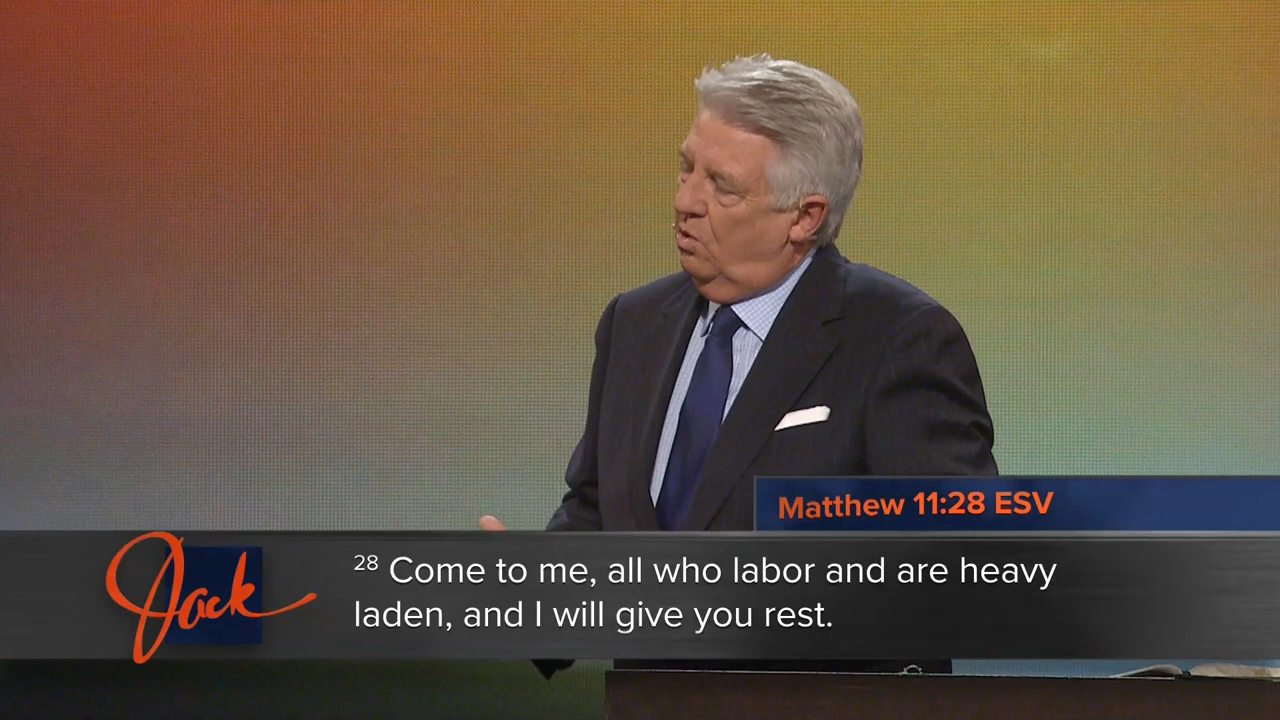 Matthew 11:28 ESV
Jack
28 Come to me, all who labor and are heavy
laden, and I will give you rest.